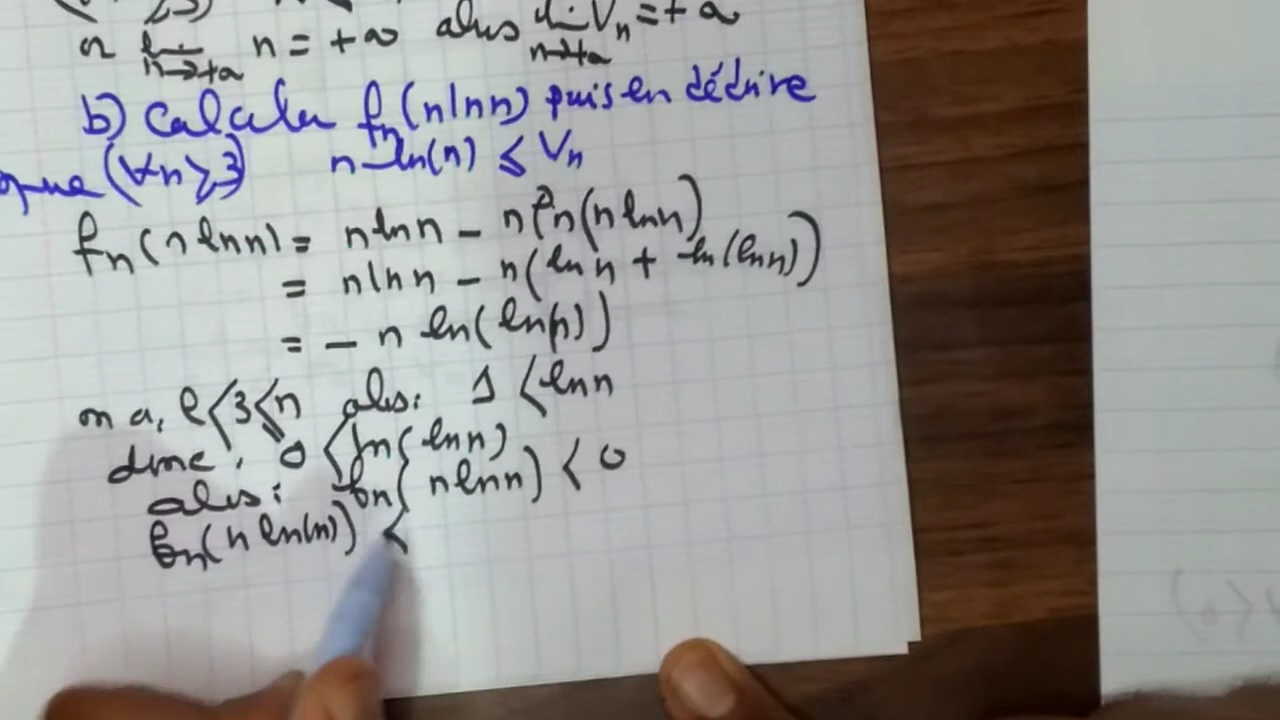 or lim n = +∞ alors lim Vn = +∞
n→+∞ n→+∞
b) Calculer fn(n ln n) puis en déduire
que (∀n ≥ 3) n ln(n) ≤ Vn
fn(n ln n) = n ln n - n ln(n ln n)
= n ln n - n(ln n + ln(ln n))
= - n ln(ln(n))
on a, e < 3 ≤ n alors: 1 < ln n
donc, 0 < ln(ln n)
alors: fn(n ln n) < 0
fn(n ln(n)) <